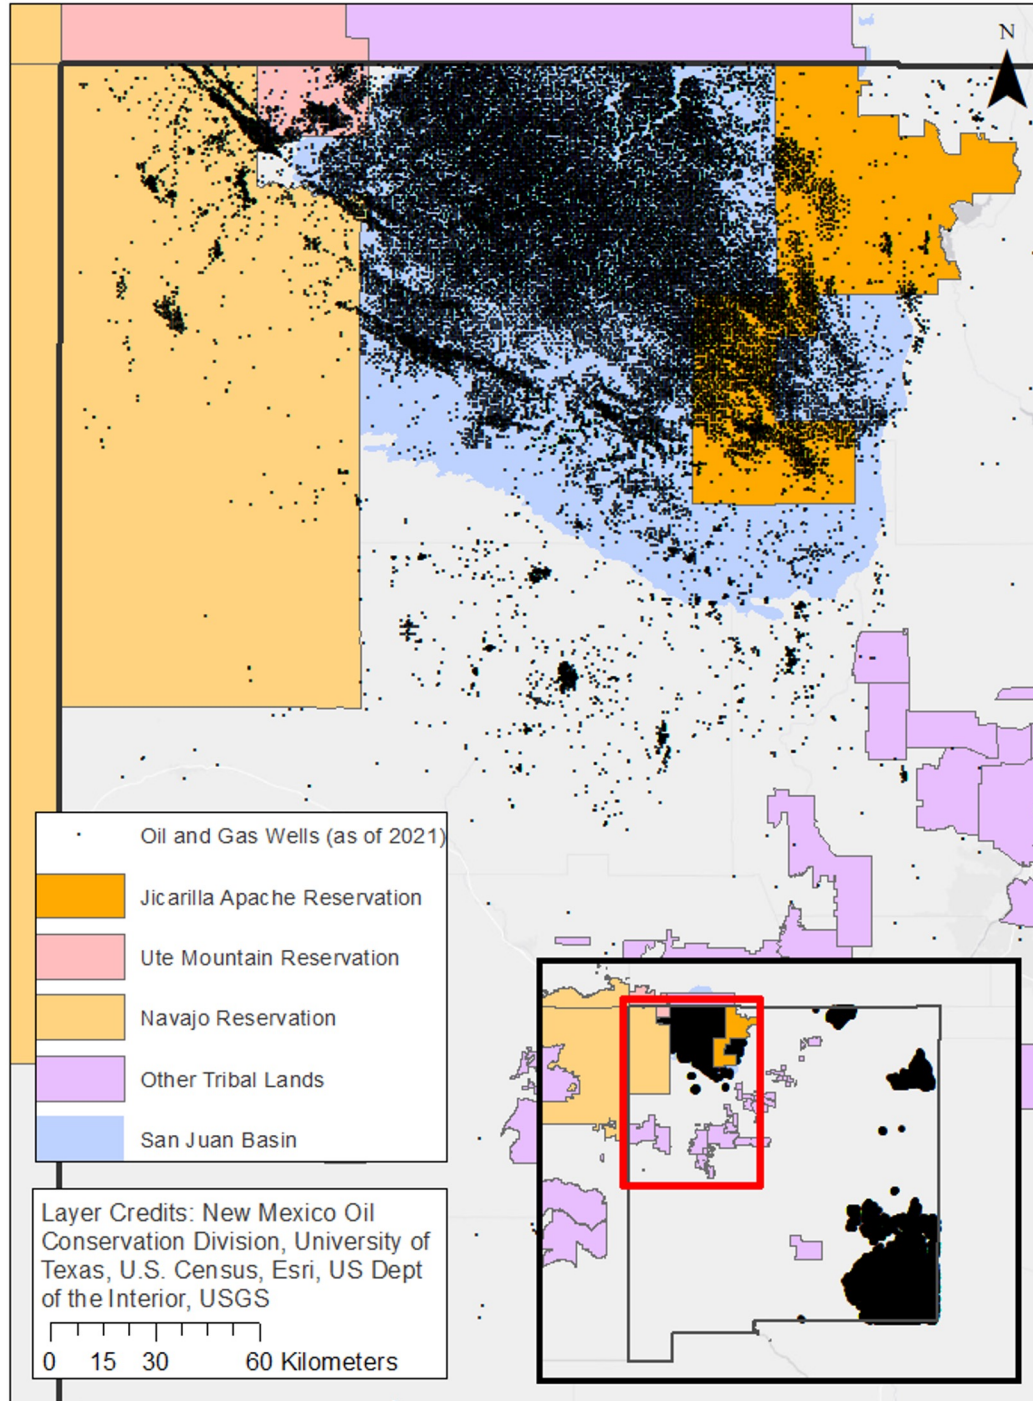 N
Oil and Gas Wells (as of 2021)
Jicarilla Apache Reservation
Ute Mountain Reservation
Navajo Reservation
Other Tribal Lands
San Juan Basin
Layer Credits: New Mexico Oil
Conservation Division, University of
Texas, U.S. Census, Esri, US Dept
of the Interior, USGS
0 15 30 60 Kilometers